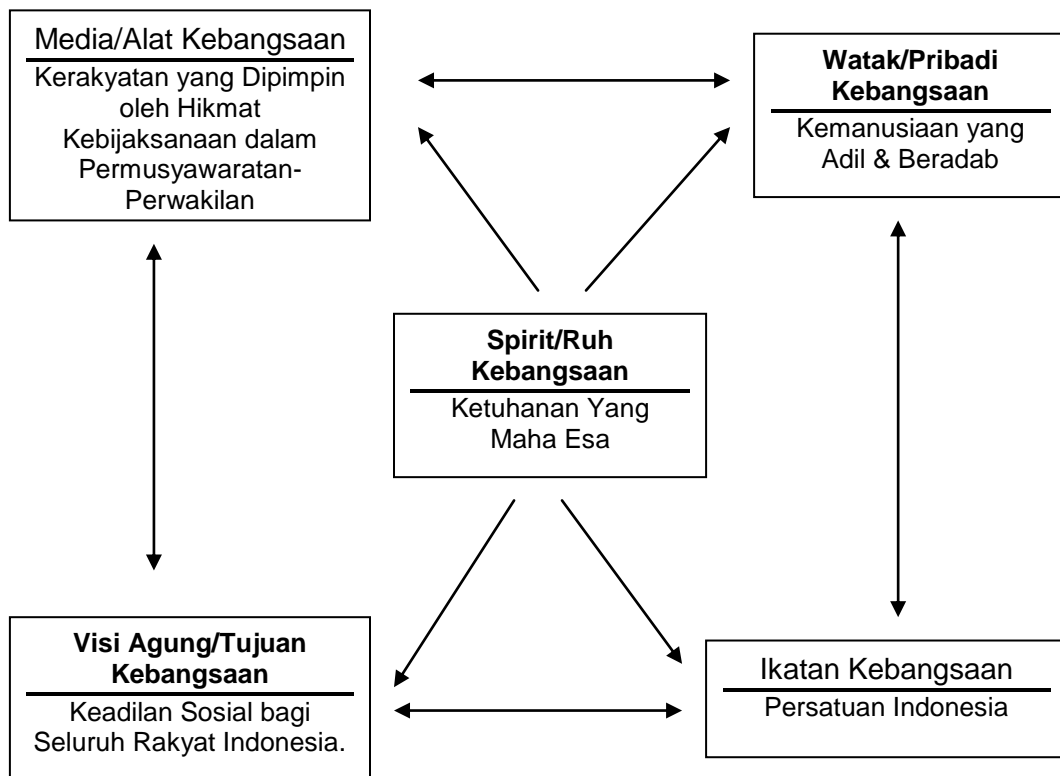 Media/Alat Kebangsaan
Kerakyatan yang Dipimpin
oleh Hikmat
Kebijaksanaan dalam
Permusyawaratan-
Perwakilan
Watak/Pribadi
Kebangsaan
Kemanusiaan yang
Adil & Beradab
Spirit/Ruh
Kebangsaan
Ketuhanan Yang
Maha Esa
Visi Agung/Tujuan
Kebangsaan
Keadilan Sosial bagi
Seluruh Rakyat Indonesia.
Ikatan Kebangsaan
Persatuan Indonesia